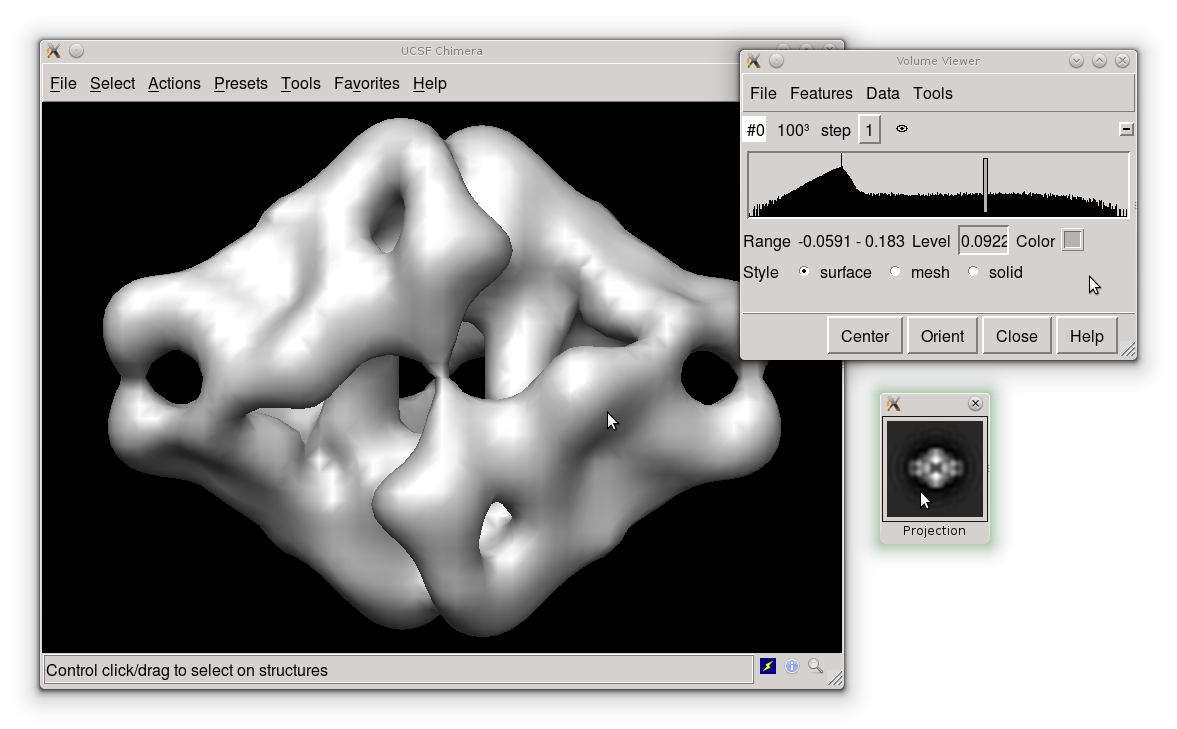 UCSF Chimera
File Select Actions Presets Tools Favorites Help
Control click/drag to select on structures
Volume Viewer
File Features Data Tools
#0 100³ step 1
Range -0.0591 - 0.183 Level 0.0922 Color
Style surface mesh solid
Center Orient Close Help
Projection